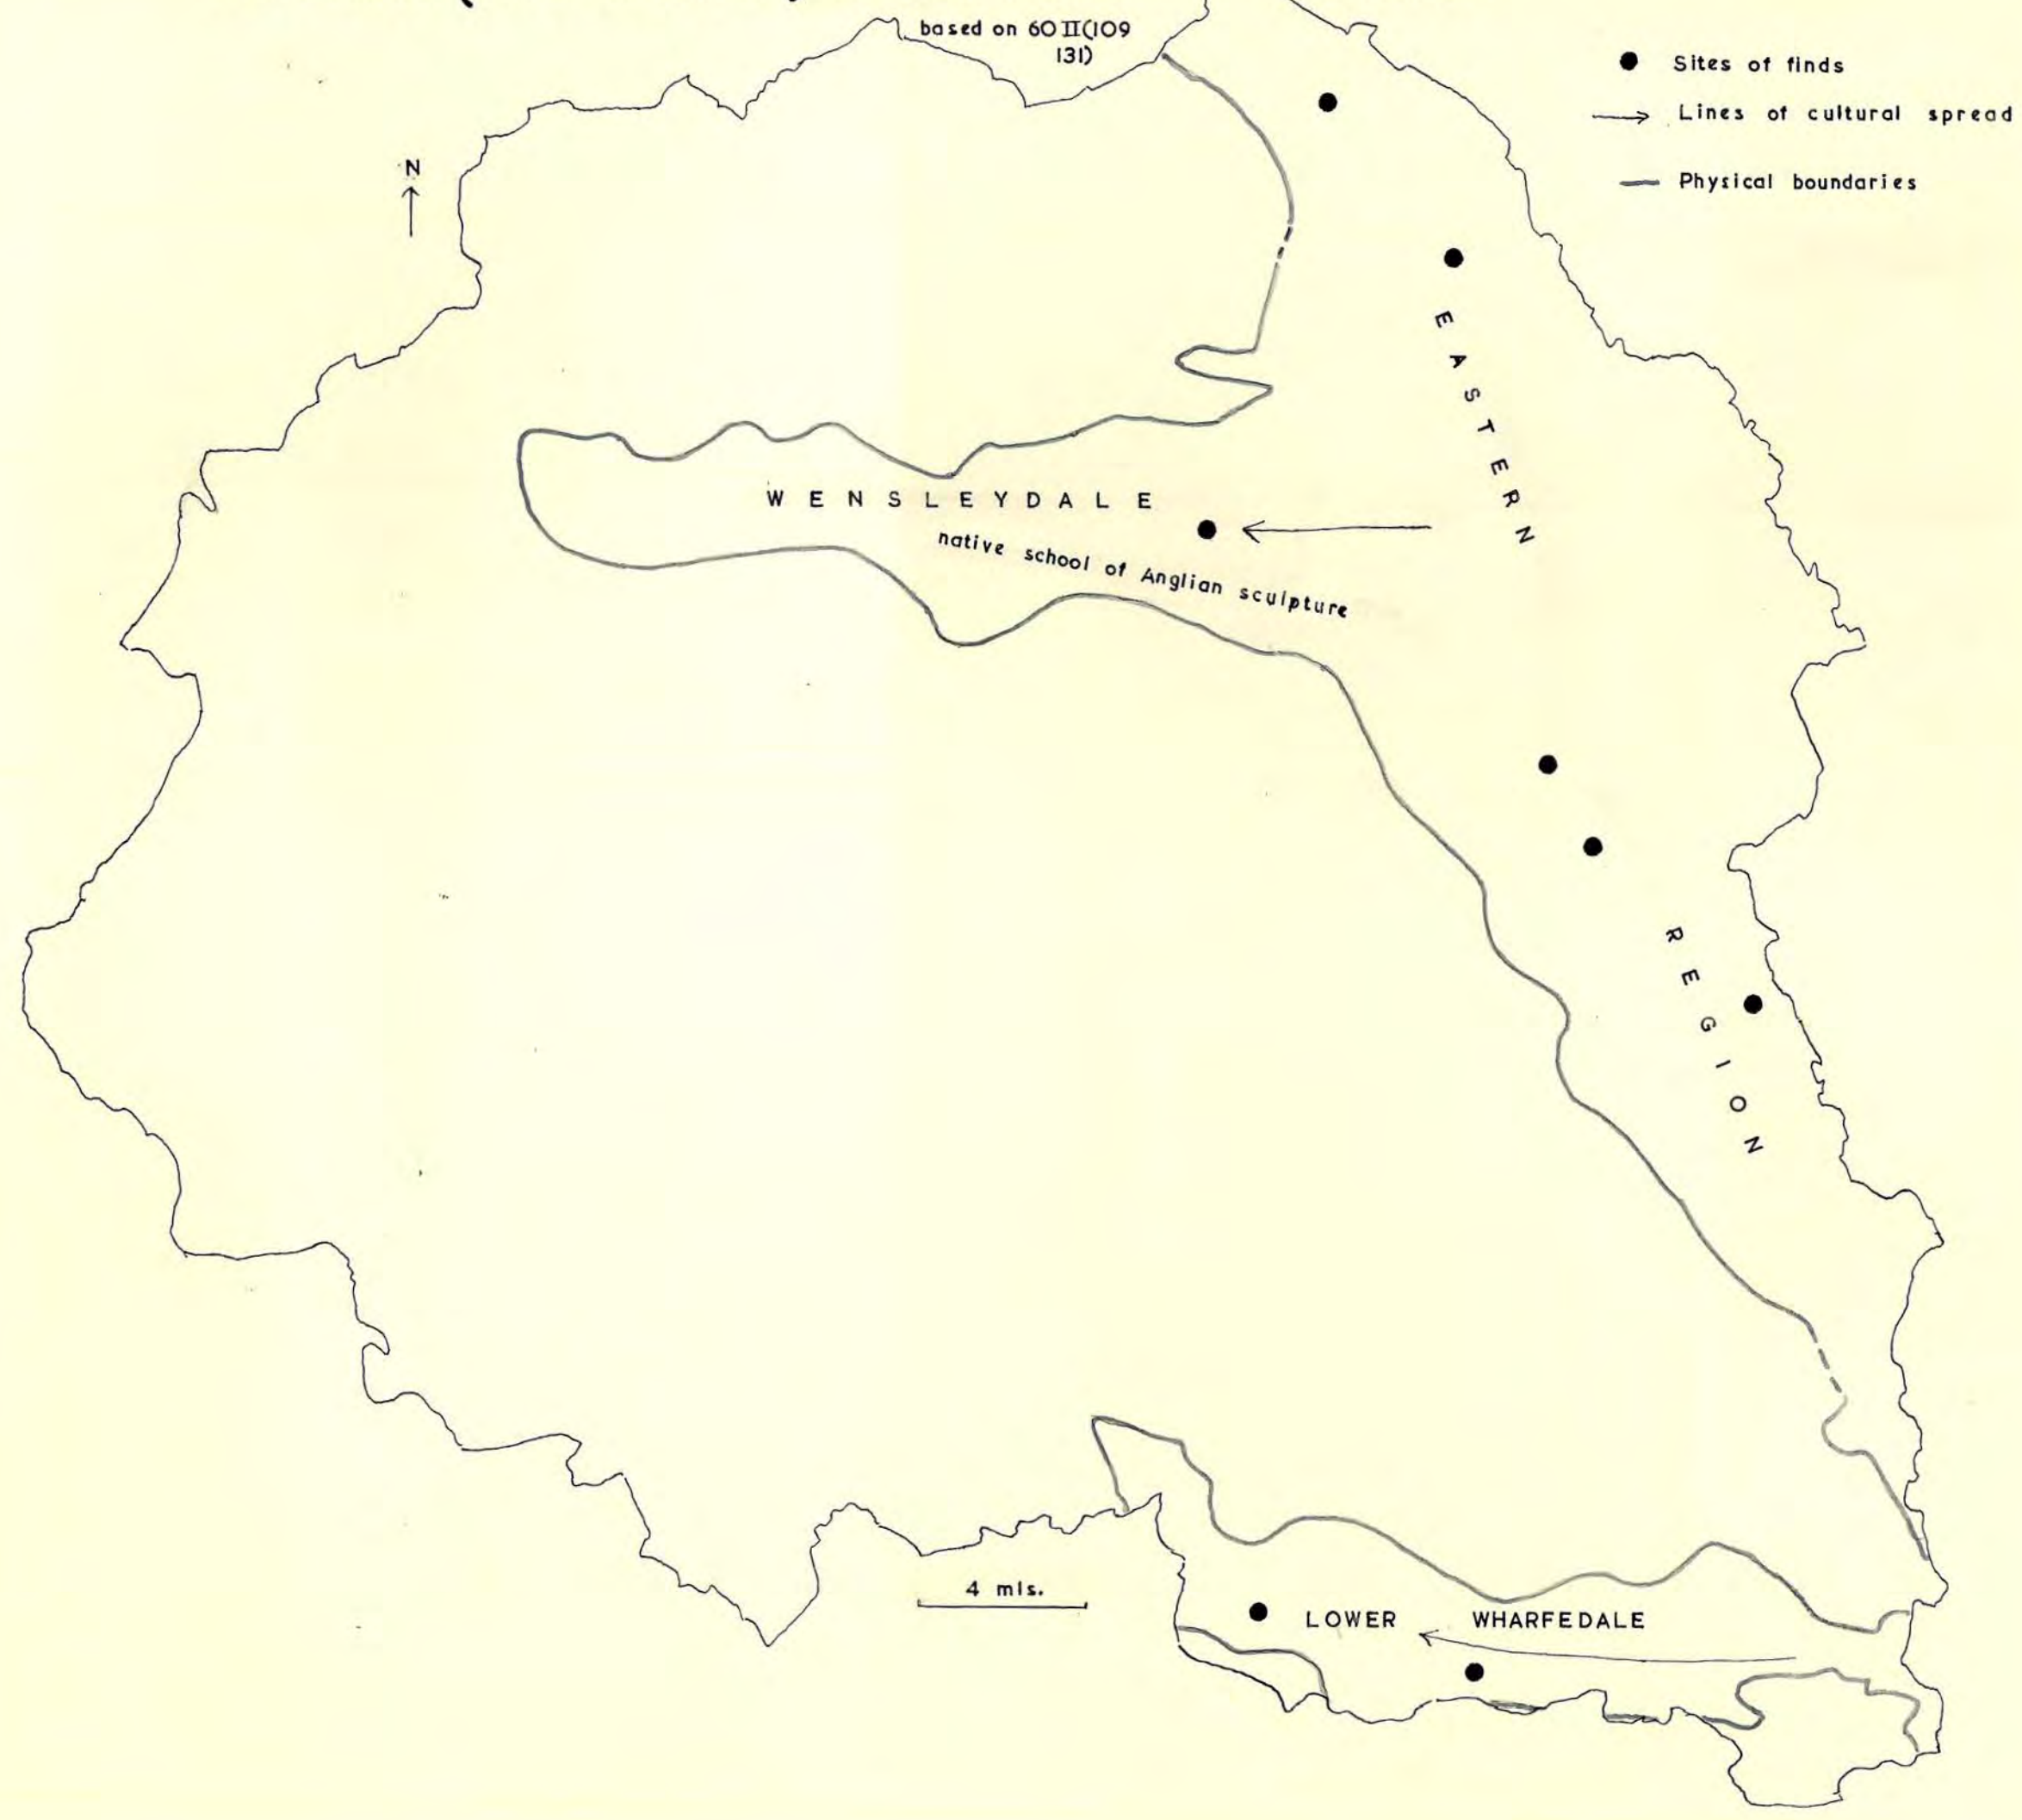 based on 60 II(109
131)
Sites of finds
Lines of cultural spread
Physical boundaries
N
EASTERN
WENSLEYDALE
native school of Anglian sculpture
REGION
4 mls.
LOWER WHARFEDALE